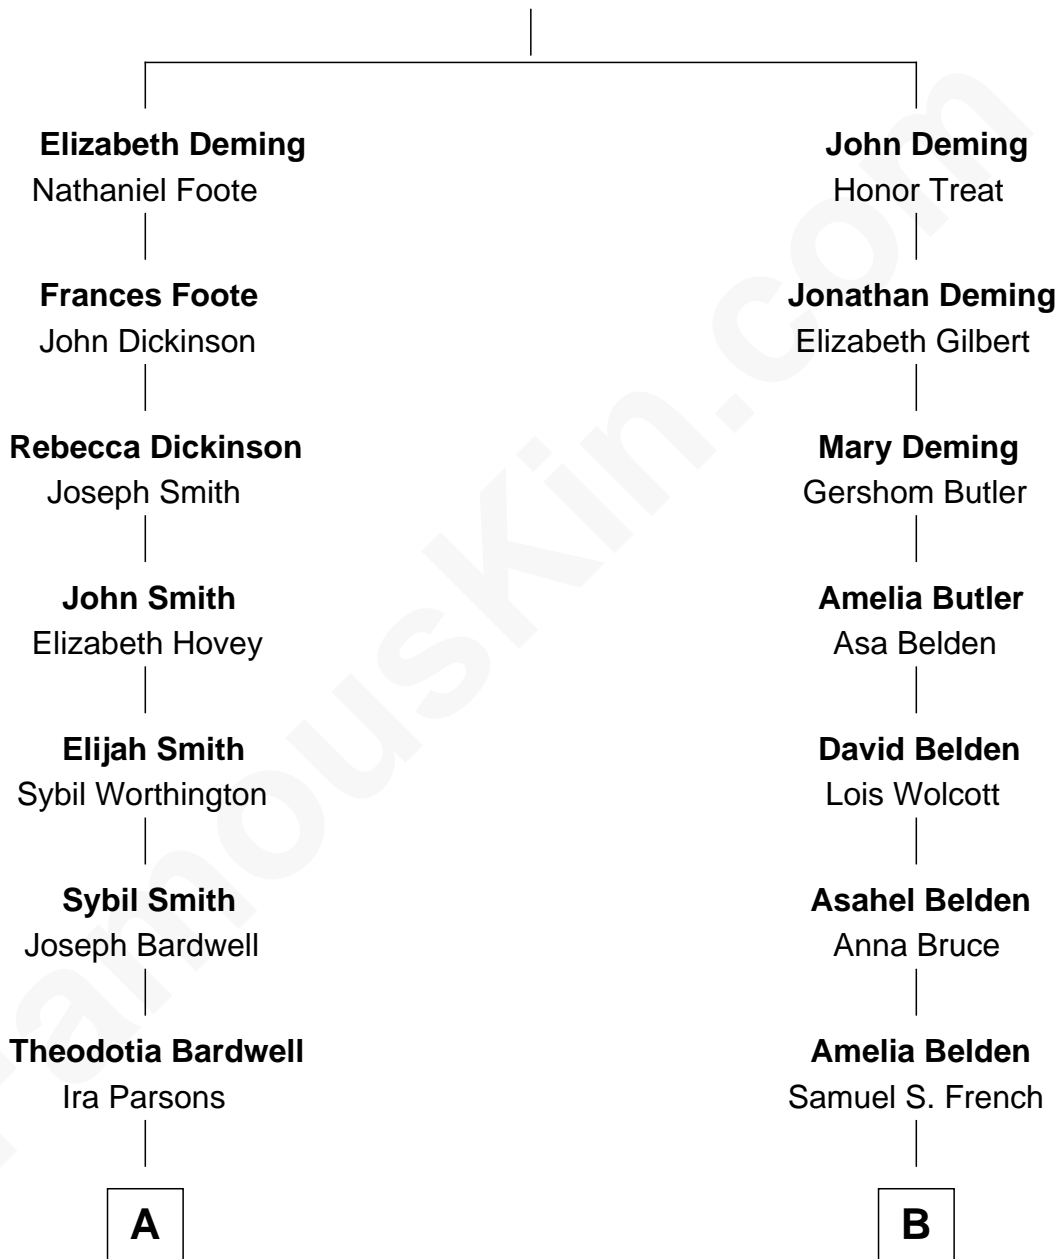 Elizabeth Deming
Nathaniel Foote
Frances Foote
John Dickinson
Rebecca Dickinson
Joseph Smith
John Smith
Elizabeth Hovey
Elijah Smith
Sybil Worthington
Sybil Smith
Joseph Bardwell
Theodotia Bardwell
Ira Parsons
A
John Deming
Honor Treat
Jonathan Deming
Elizabeth Gilbert
Mary Deming
Gershom Butler
Amelia Butler
Asa Belden
David Belden
Lois Wolcott
Asahel Belden
Anna Bruce
Amelia Belden
Samuel S. French
B
FamousKin.com